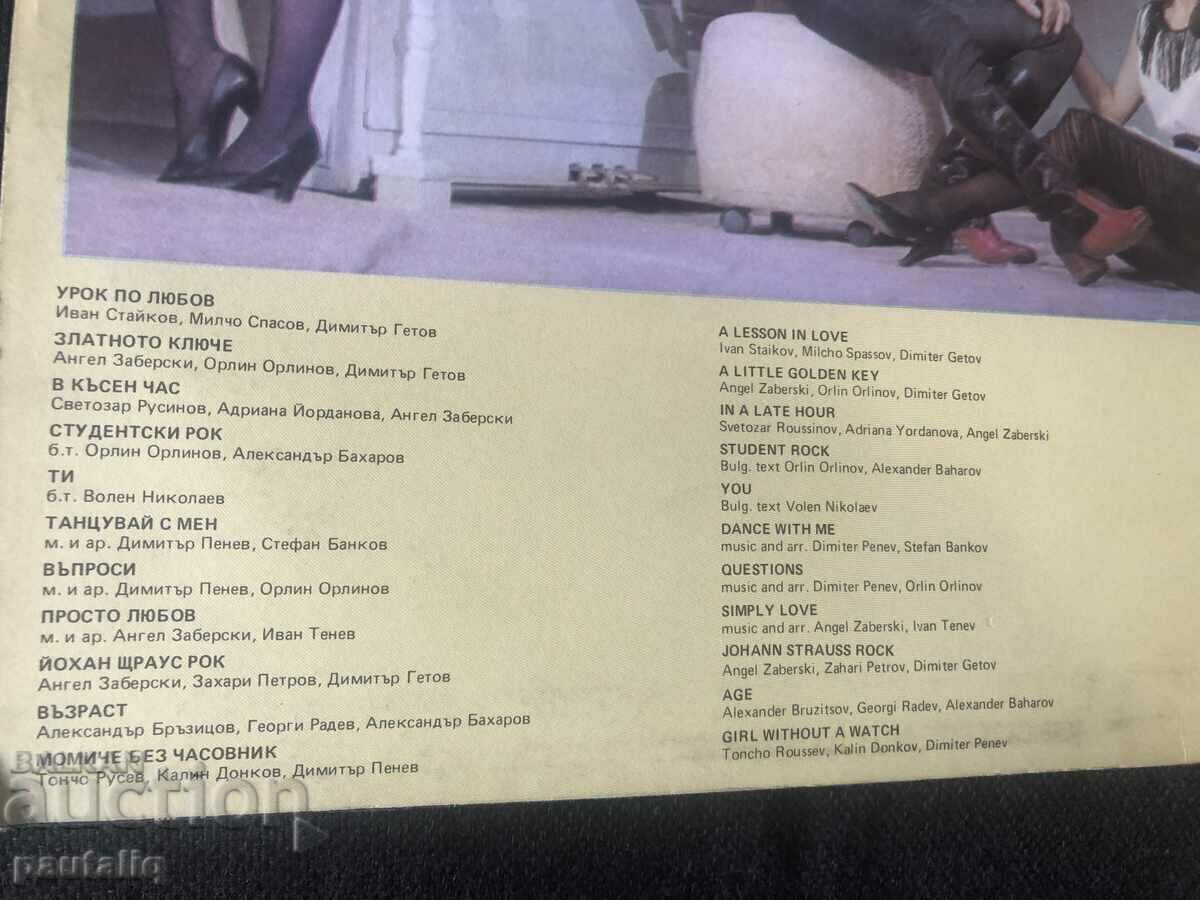 УРОК ПО ЛЮБОВ
Иван Стайков, Милчо Спасов, Димитър Гетов
ЗЛАТНОТО КЛЮЧЕ
Ангел Заберски, Орлин Орлинов, Димитър Гетов
В КЪСЕН ЧАС
Светозар Русинов, Адриана Йорданова, Ангел Заберски
СТУДЕНТСКИ РОК
б.т. Орлин Орлинов, Александър Бахаров
ТИ
б.т. Волен Николаев
ТАНЦУВАЙ С МЕН
м. и ар. Димитър Пенев, Стефан Банков
ВЪПРОСИ
м. и ар. Димитър Пенев, Орлин Орлинов
ПРОСТО ЛЮБОВ
м. и ар. Ангел Заберски, Иван Тенев
ЙОХАН ЩРАУС РОК
Ангел Заберски, Захари Петров, Димитър Гетов
ВЪЗРАСТ
Александър Бръзицов, Георги Радев, Александър Бахаров
МОМИЧЕ БЕЗ ЧАСОВНИК
Тончо Русев, Калин Донков, Димитър Пенев
A LESSON IN LOVE
Ivan Staikov, Milcho Spassov, Dimiter Getov
A LITTLE GOLDEN KEY
Angel Zaberski, Orlin Orlinov, Dimiter Getov
IN A LATE HOUR
Svetozar Roussinov, Adriana Yordanova, Angel Zaberski
STUDENT ROCK
Bulg. text Orlin Orlinov, Alexander Baharov
YOU
Bulg. text Volen Nikolaev
DANCE WITH ME
music and arr. Dimiter Penev, Stefan Bankov
QUESTIONS
music and arr. Dimiter Penev, Orlin Orlinov
SIMPLY LOVE
music and arr. Angel Zaberski, Ivan Tenev
JOHANN STRAUSS ROCK
Angel Zaberski, Zahari Petrov, Dimiter Getov
AGE
Alexander Bruzitsov, Georgi Radev, Alexander Baharov
GIRL WITHOUT A WATCH
Toncho Roussev, Kalin Donkov, Dimiter Penev
BALKAN
auction
pautaliq